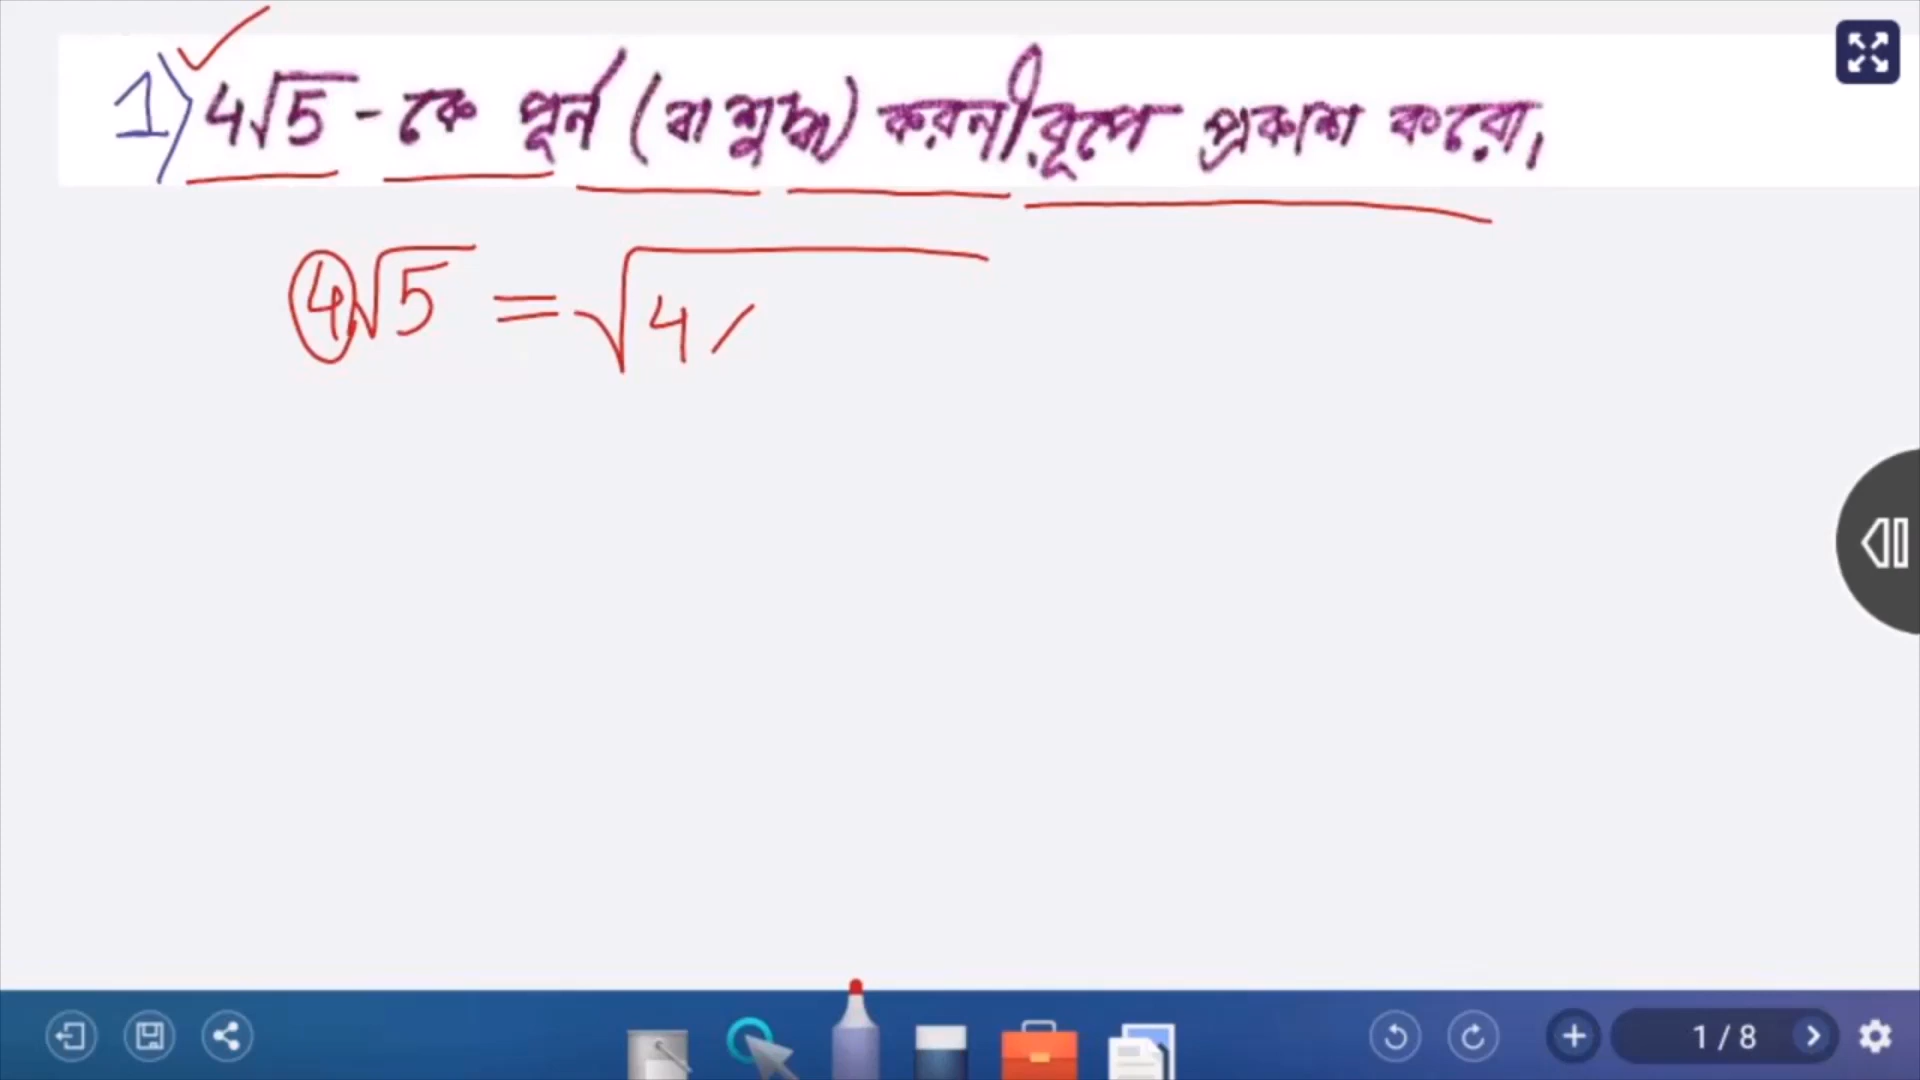 1) 4√5 - কে পূর্ন (বা শুদ্ধ) করনী রূপে প্রকাশ করো।
4√5 = √4
1 / 8